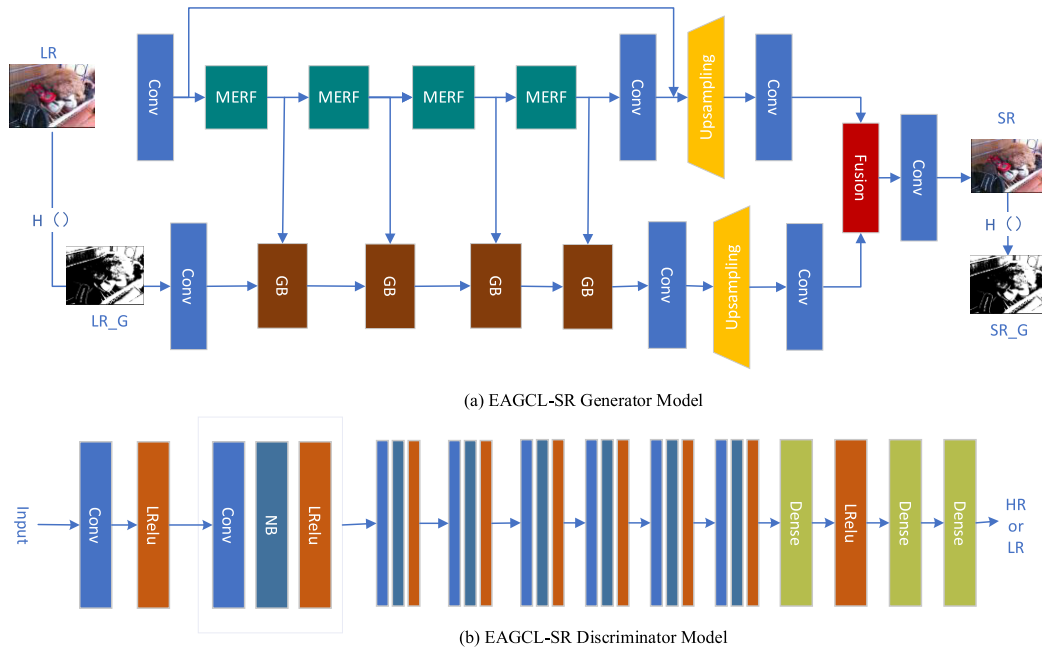 LR
Conv
MERF
MERF
MERF
MERF
Conv
Upsampling
Conv
Fusion
Conv
SR
H （）
H （）
LR_G
Conv
GB
GB
GB
GB
Conv
Upsampling
Conv
SR_G
(a) EAGCL-SR Generator Model
Input
Conv
LRelu
Conv
NB
LRelu
Dense
LRelu
Dense
Dense
HR
or
LR
(b) EAGCL-SR Discriminator Model